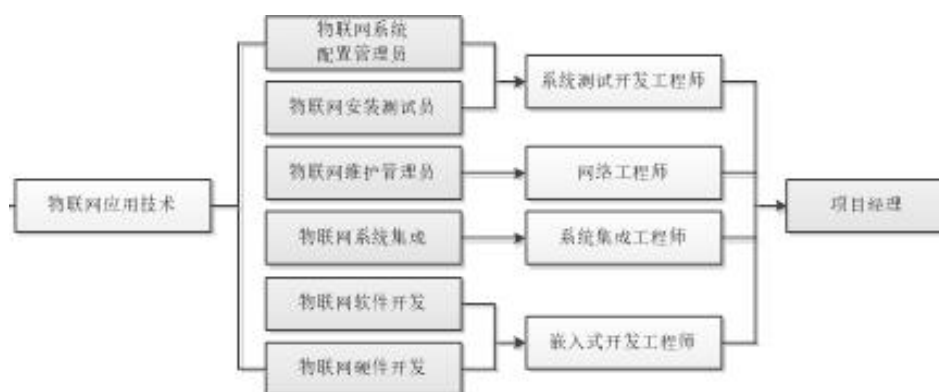 物联网系统
配置管理员
系统测试开发工程师
物联网安装测试员
物联网维护管理员
网络工程师
物联网应用技术
项目经理
物联网系统集成
系统集成工程师
物联网软件开发
嵌入式开发工程师
物联网硬件开发